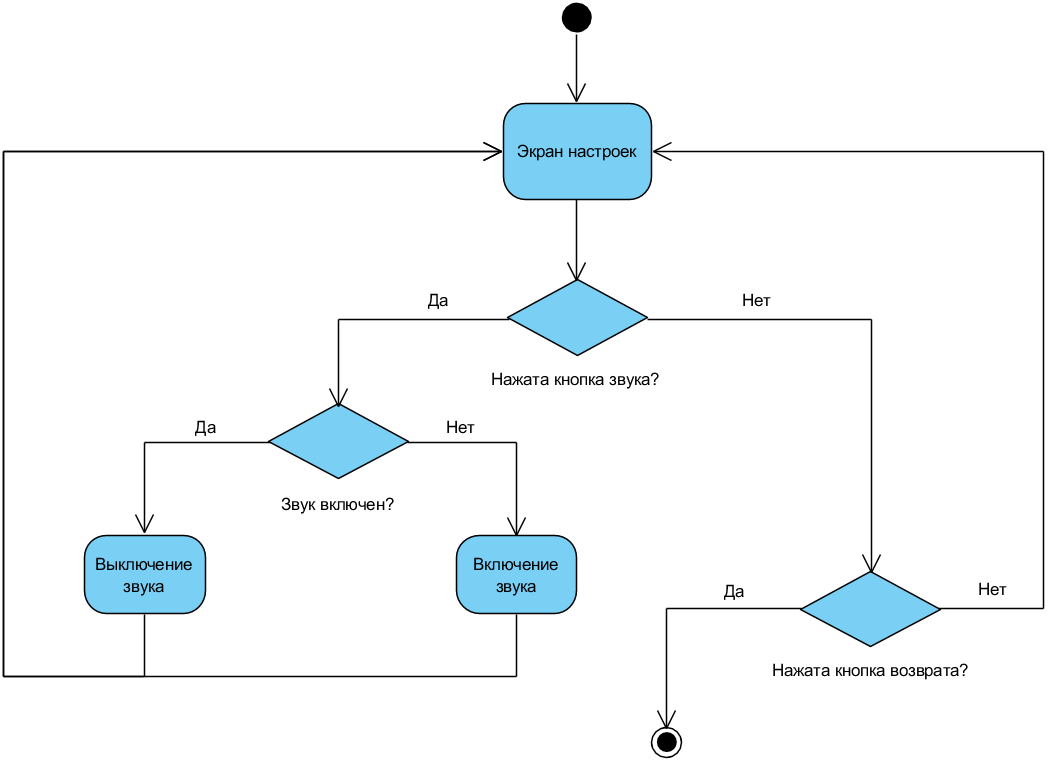 Экран настроек
Да
Нет
Нажата кнопка звука?
Да
Нет
Звук включен?
Выключение
звука
Включение
звука
Да
Нет
Нажата кнопка возврата?